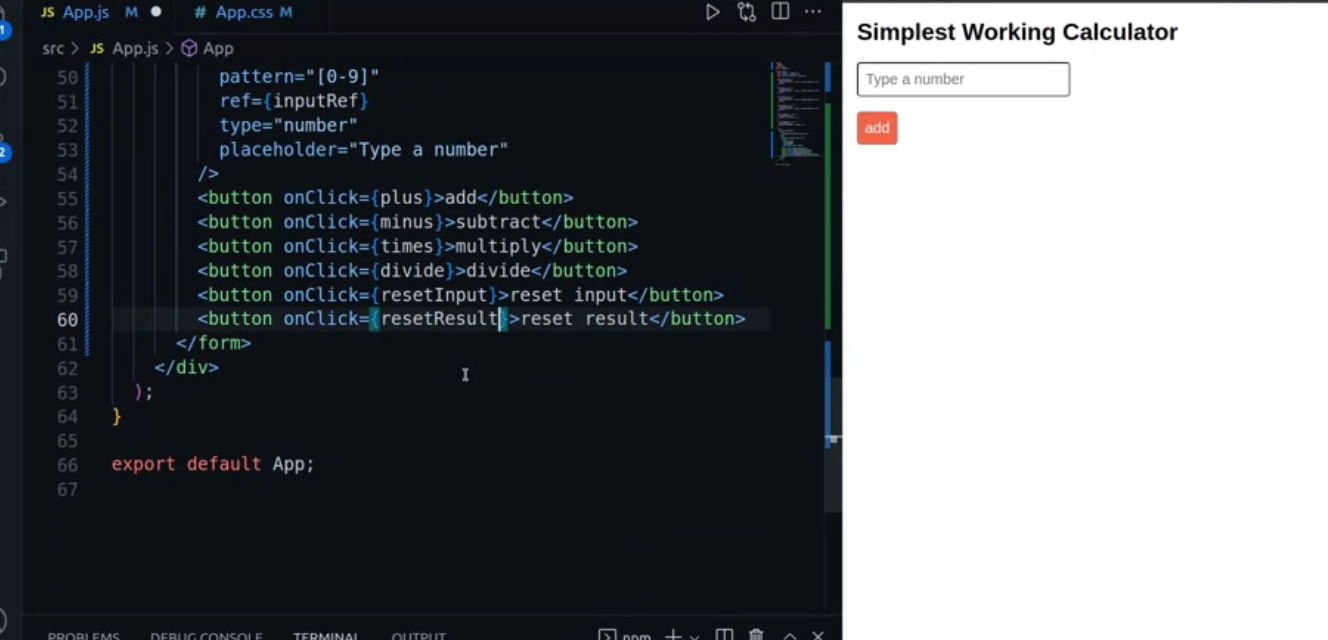 JS App.js M
# App.css M
src > JS App.js > App
50 pattern="[0-9]"
51 ref={inputRef}
52 type="number"
53 placeholder="Type a number"
54 />
55 <button onClick={plus}>add</button>
56 <button onClick={minus}>subtract</button>
57 <button onClick={times}>multiply</button>
58 <button onClick={divide}>divide</button>
59 <button onClick={resetInput}>reset input</button>
60 <button onClick={resetResult}>reset result</button>
61 </form>
62 </div>
63 );
64 }
65
66 export default App;
67
PROBLEMS DEBUG CONSOLE TERMINAL OUTPUT
npm
1
2
Simplest Working Calculator
Type a number
add